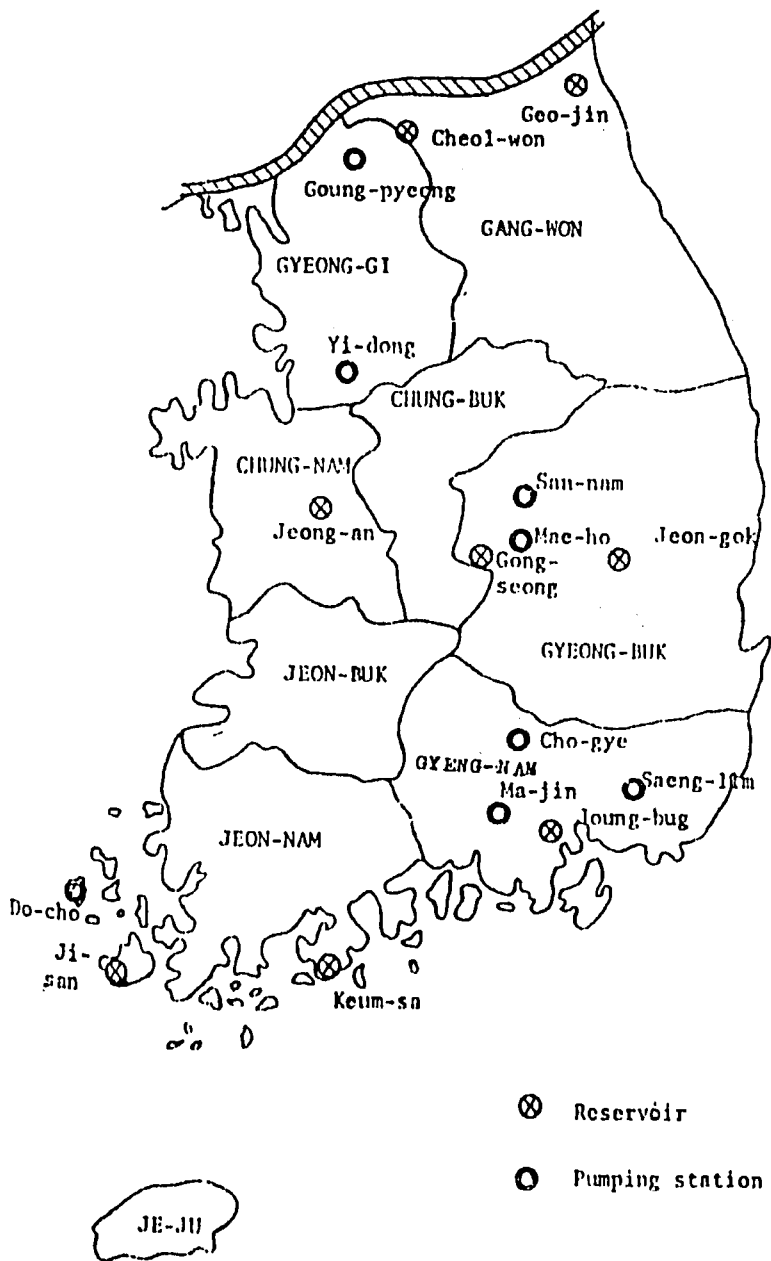 Geo-jin
Cheol-won
Goung-pyeong
GANG-WON
GYEONG-GI
Yi-dong
CHUNG-BUK
CHUNG-NAM
San-nam
Jeong-an
Mae-ho
Jeon-gok
Gong-
seong
GYEONG-BUK
JEON-BUK
Cho-gye
GYENG-NAM
Saeng-lim
Ma-jin
Joung-bug
JEON-NAM
Do-cho
Ji-
san
Keum-sa
Reservoir
Pumping station
JE-JU